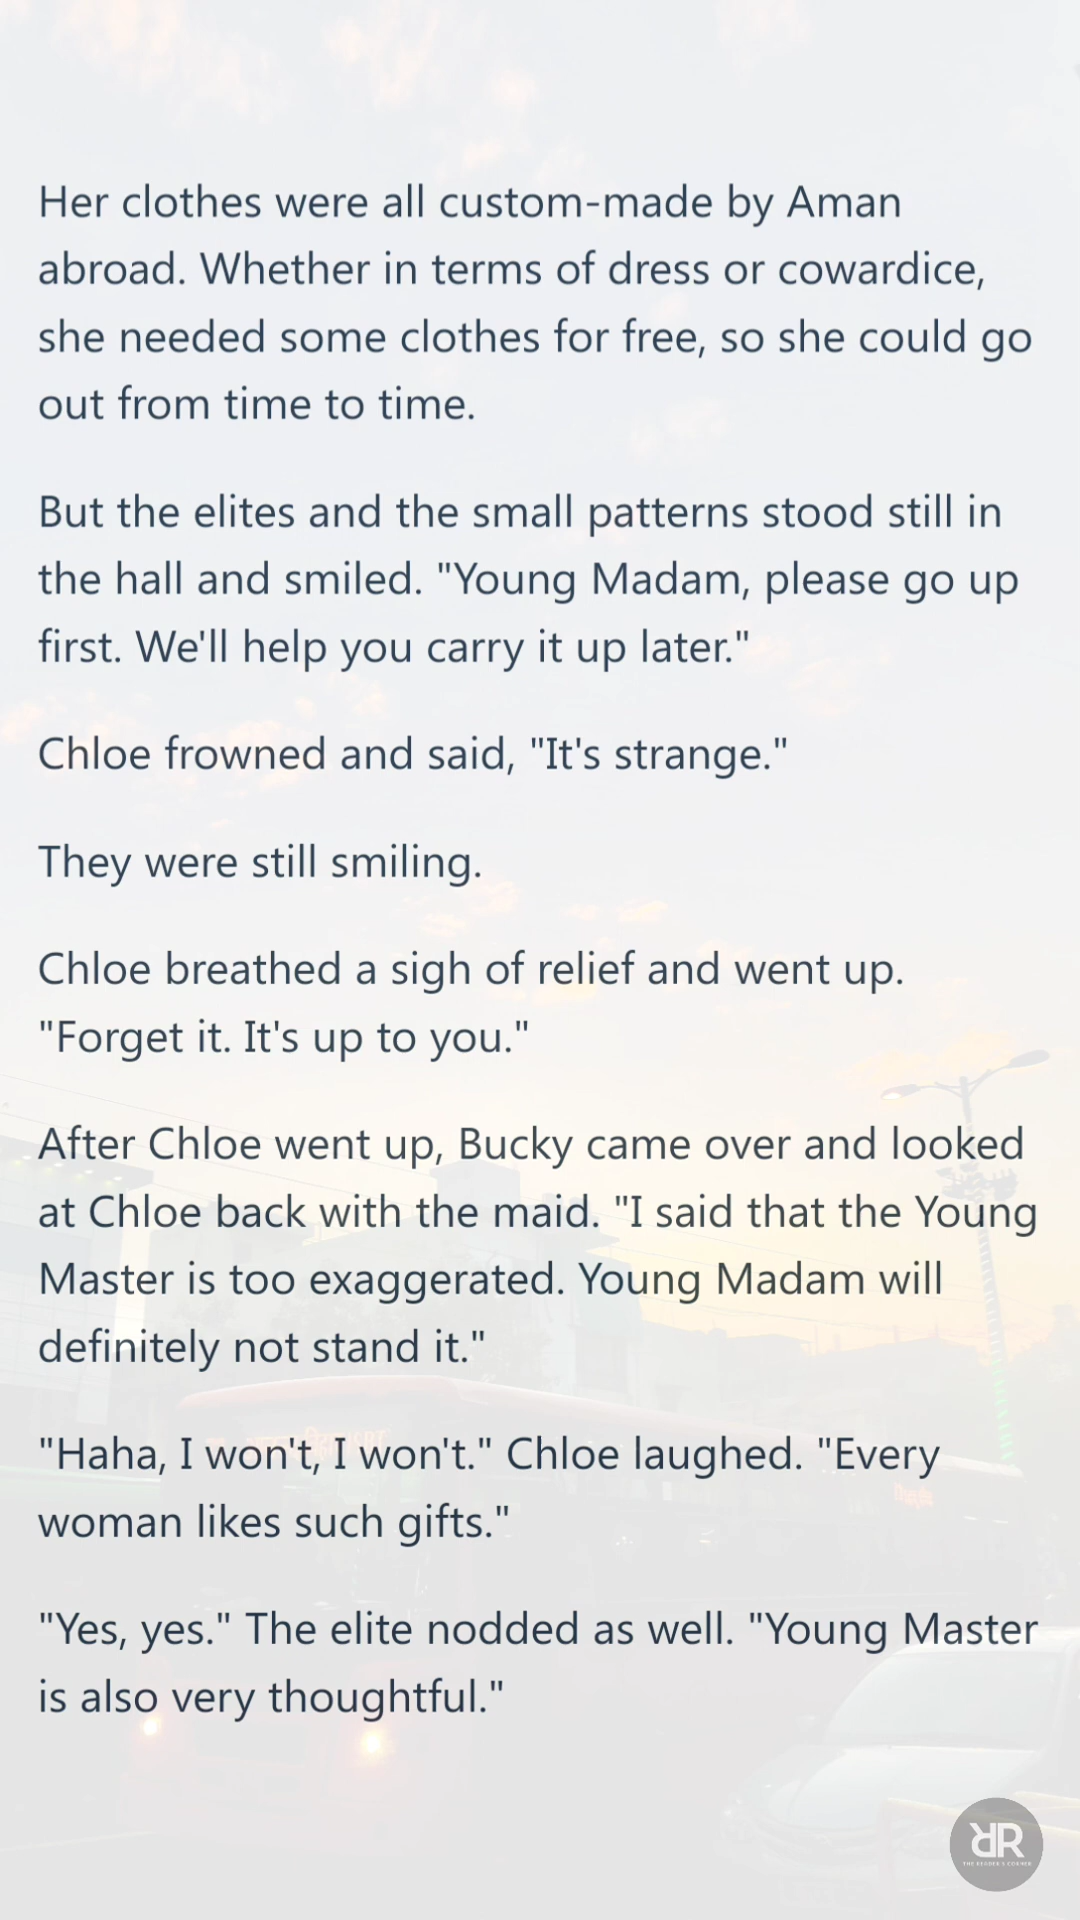 Her clothes were all custom-made by Aman
abroad. Whether in terms of dress or cowardice,
she needed some clothes for free, so she could go
out from time to time.
But the elites and the small patterns stood still in
the hall and smiled. "Young Madam, please go up
first. We'll help you carry it up later."
Chloe frowned and said, "It's strange."
They were still smiling.
Chloe breathed a sigh of relief and went up.
"Forget it. It's up to you."
After Chloe went up, Bucky came over and looked
at Chloe back with the maid. "I said that the Young
Master is too exaggerated. Young Madam will
definitely not stand it."
"Haha, I won't, I won't." Chloe laughed. "Every
woman likes such gifts."
"Yes, yes." The elite nodded as well. "Young Master
is also very thoughtful."
RR
THE READER'S CORNER